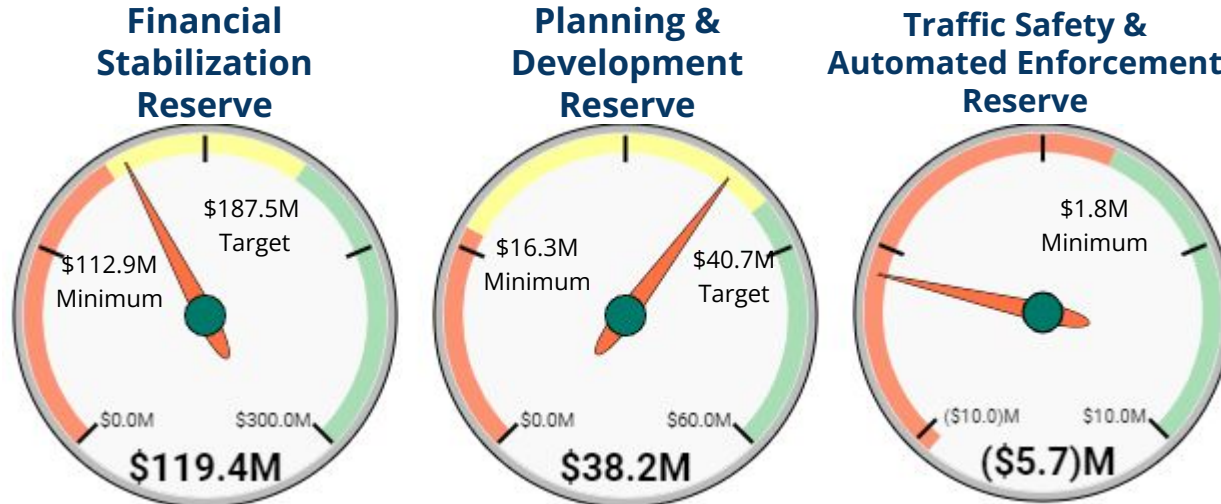 Financial
Stabilization
Reserve
$187.5M
Target
$112.9M
Minimum
$0.0M
$300.0M
$119.4M
Planning &
Development
Reserve
$16.3M
Minimum
$40.7M
Target
$0.0M
$60.0M
$38.2M
Traffic Safety &
Automated Enforcement
Reserve
$1.8M
Minimum
($10.0)M
$10.0M
($5.7)M